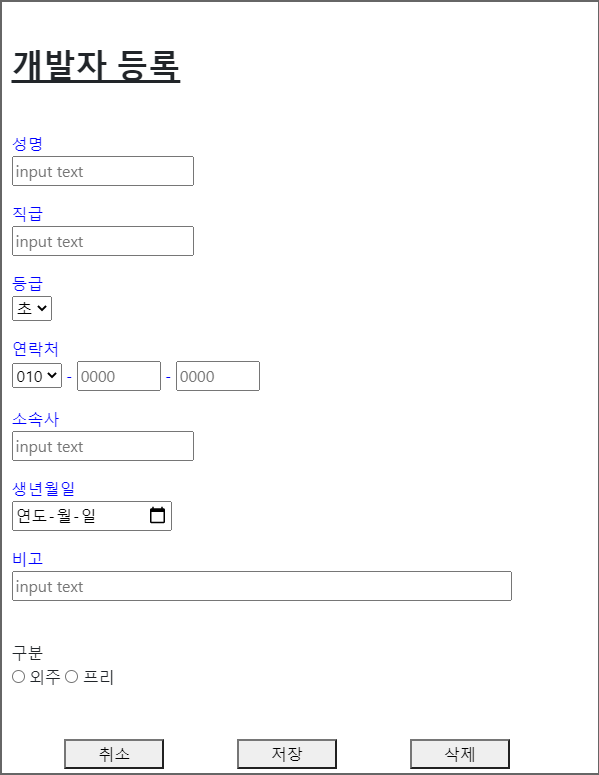 개발자 등록
성명
input text
직급
input text
등급
초
연락처
010 - 0000 - 0000
소속사
input text
생년월일
연도-월-일
비고
input text
구분
외주 프리
취소 저장 삭제